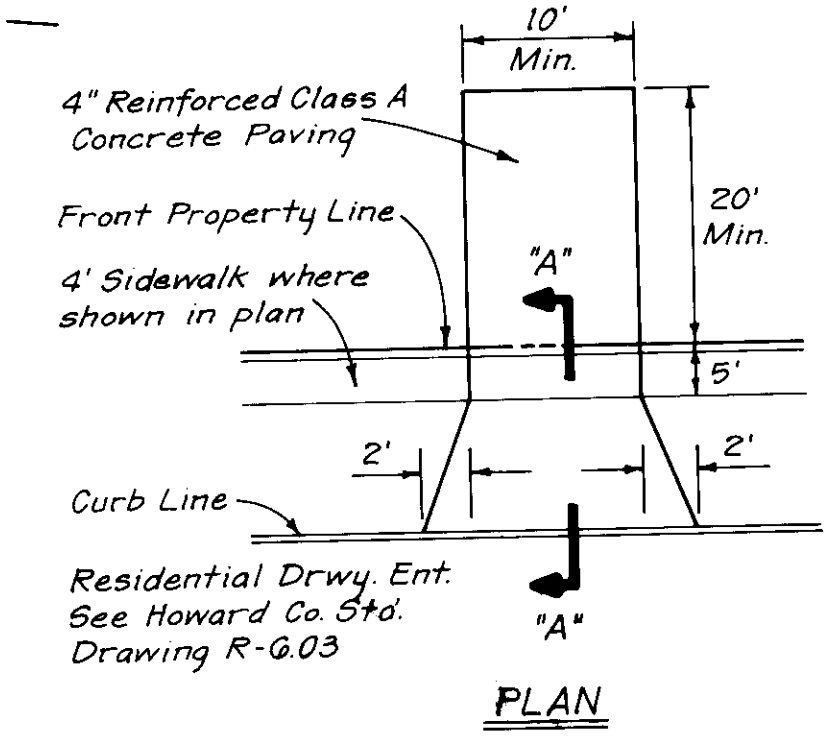 10'
Min.
4" Reinforced Class A
Concrete Paving
20'
Min.
Front Property Line
"A"
4' Sidewalk where
shown in plan
5'
2'
2'
Curb Line
Residential Drwy. Ent.
See Howard Co. Std.
Drawing R-6.03
"A"
PLAN